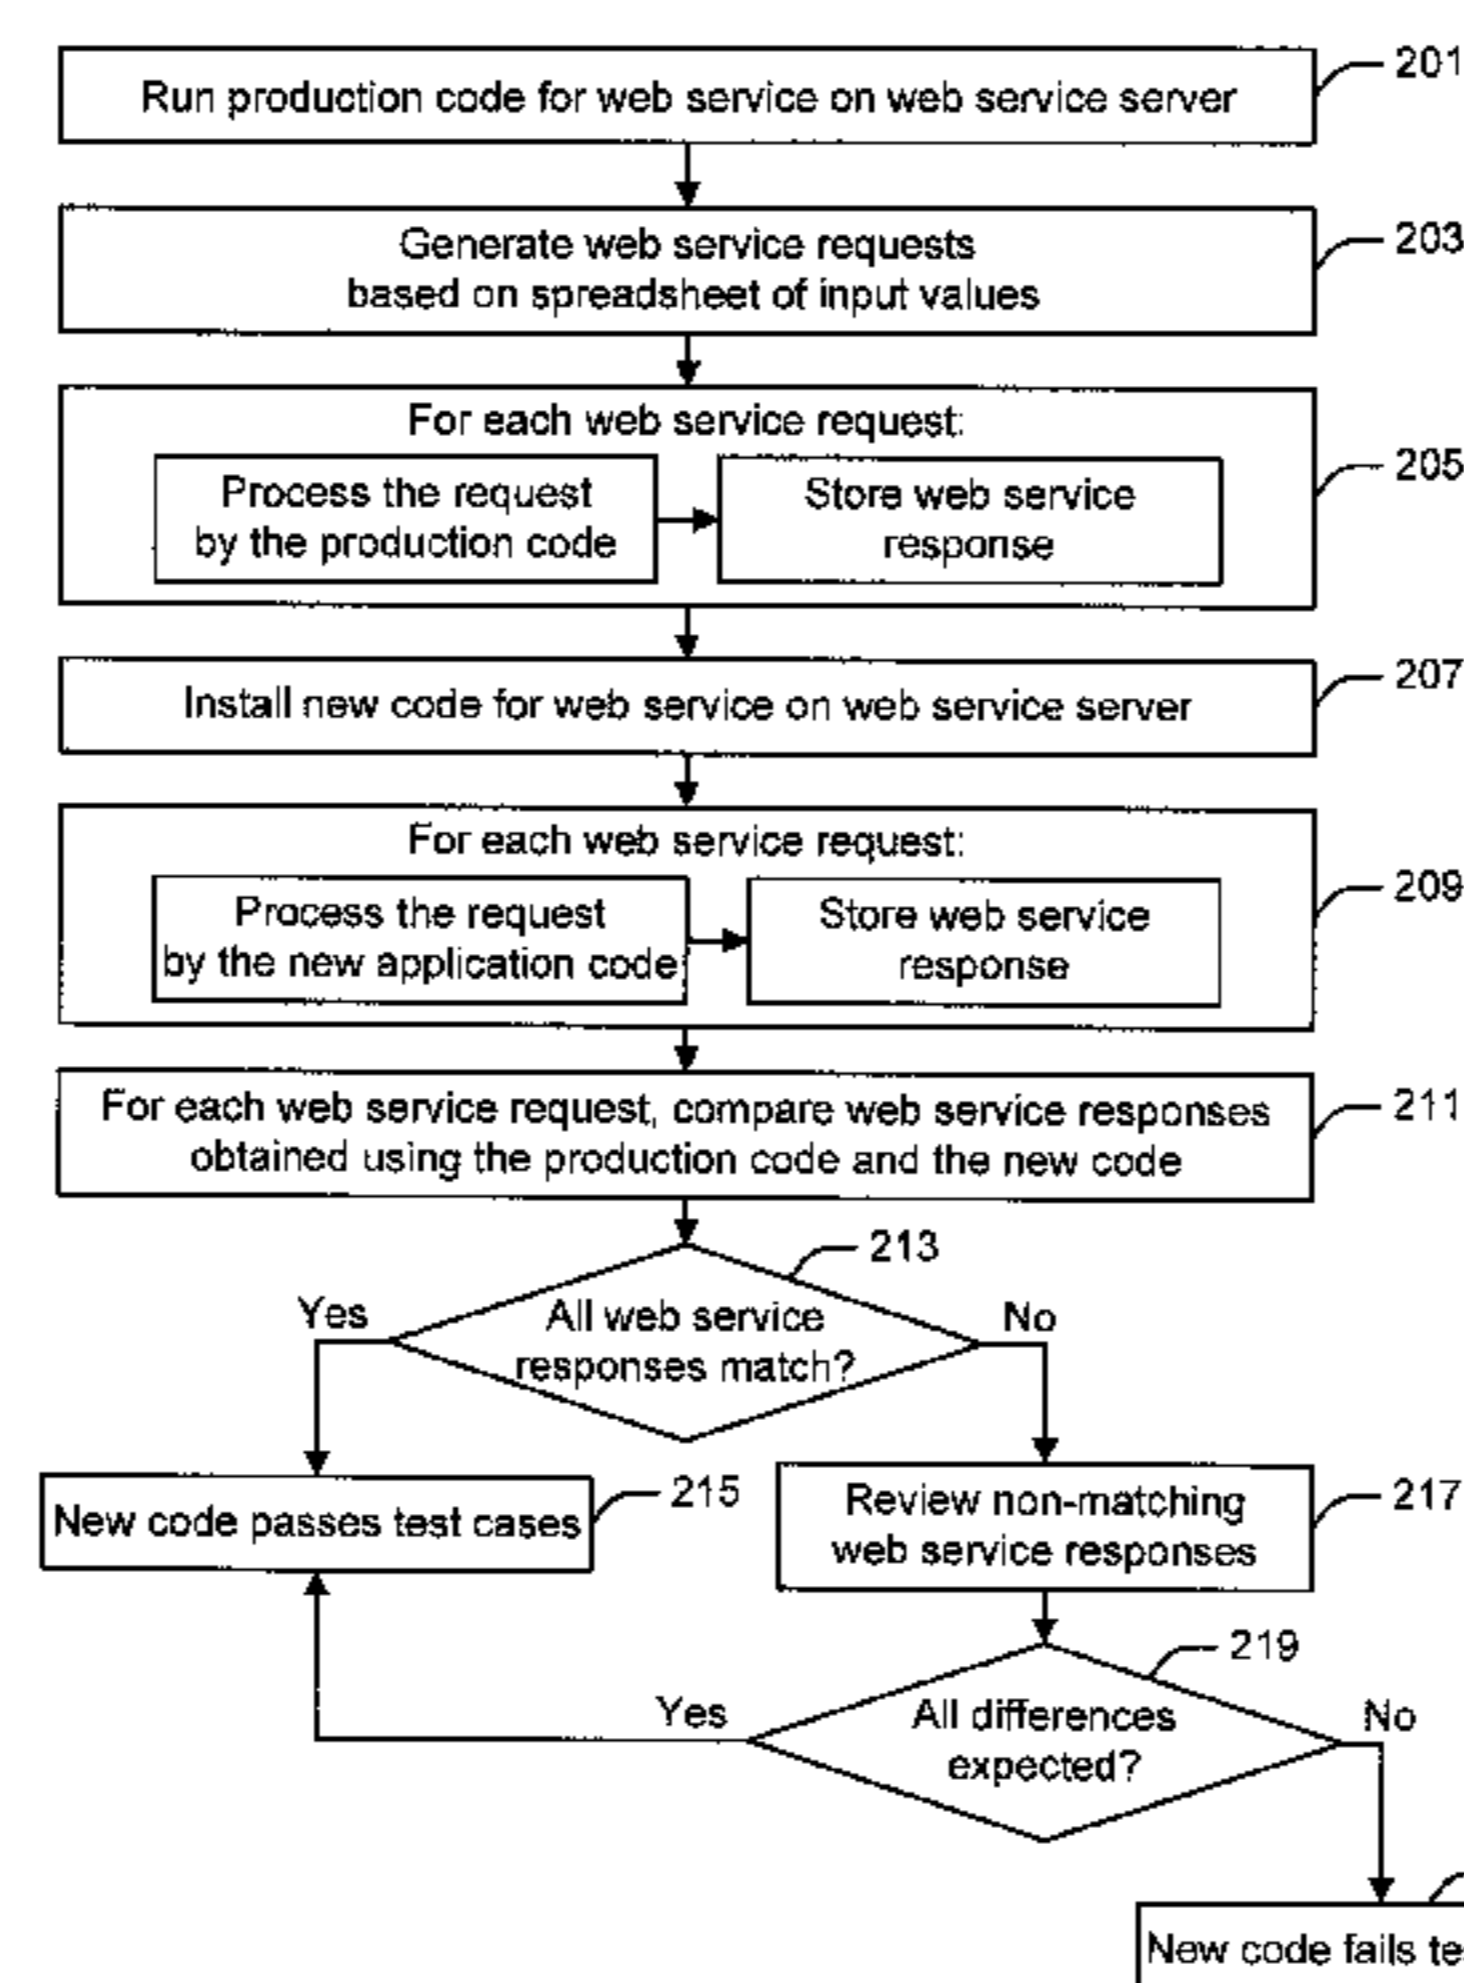 201
Run production code for web service on web service server
203
Generate web service requests
based on spreadsheet of input values
205
For each web service request:
Process the request
by the production code
Store web service
response
207
Install new code for web service on web service server
209
For each web service request:
Process the request
by the new application code
Store web service
response
211
For each web service request, compare web service responses
obtained using the production code and the new code
213
Yes
All web service
responses match?
No
215
New code passes test cases
217
Review non-matching
web service responses
219
Yes
All differences
expected?
No
New code fails